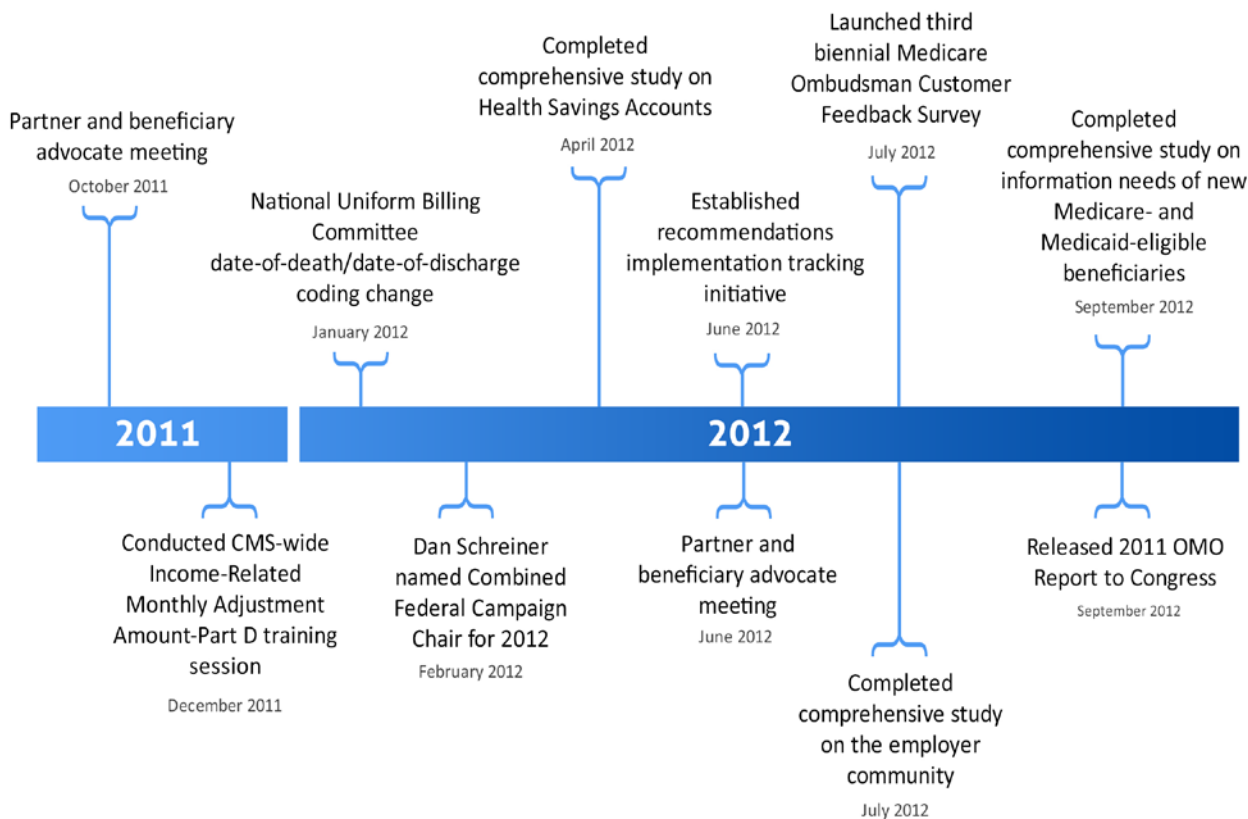 Partner and beneficiary
advocate meeting
October 2011
National Uniform Billing
Committee
date-of-death/date-of-discharge
coding change
January 2012
Completed
comprehensive study on
Health Savings Accounts
April 2012
Established
recommendations
implementation tracking
initiative
June 2012
Launched third
biennial Medicare
Ombudsman Customer
Feedback Survey
July 2012
Completed
comprehensive study on
information needs of new
Medicare- and
Medicaid-eligible
beneficiaries
September 2012
2011
2012
Conducted CMS-wide
Income-Related
Monthly Adjustment
Amount-Part D training
session
December 2011
Dan Schreiner
named Combined
Federal Campaign
Chair for 2012
February 2012
Partner and
beneficiary advocate
meeting
June 2012
Completed
comprehensive study
on the employer
community
July 2012
Released 2011 OMO
Report to Congress
September 2012